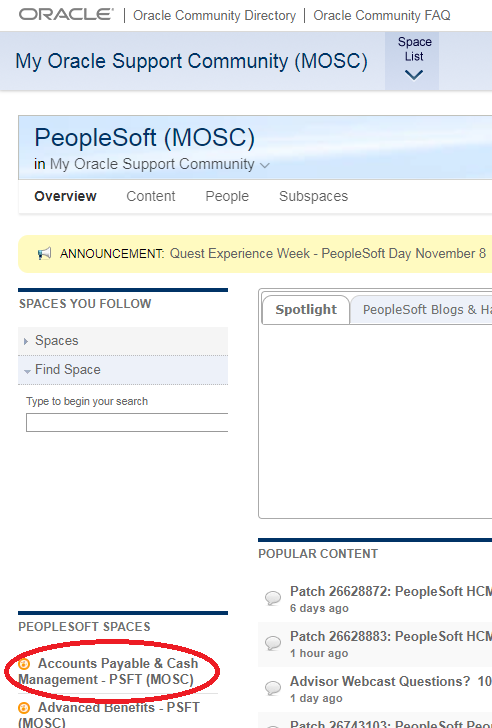 ORACLE® | Oracle Community Directory | Oracle Community FAQ
My Oracle Support Community (MOSC)
Space
List
PeopleSoft (MOSC)
in My Oracle Support Community
Overview Content People Subspaces
ANNOUNCEMENT: Quest Experience Week - PeopleSoft Day November 8
SPACES YOU FOLLOW
Spaces
Find Space
Type to begin your search
Spotlight
PeopleSoft Blogs & Ha
POPULAR CONTENT
Patch 26628872: PeopleSoft HCM
6 days ago
Patch 26628883: PeopleSoft HCM
1 hour ago
Advisor Webcast Questions? 10
1 day ago
Patch 26743103: PeopleSoft HCM
PEOPLESOFT SPACES
Accounts Payable & Cash
Management - PSFT (MOSC)
Advanced Benefits - PSFT
(MOSC)